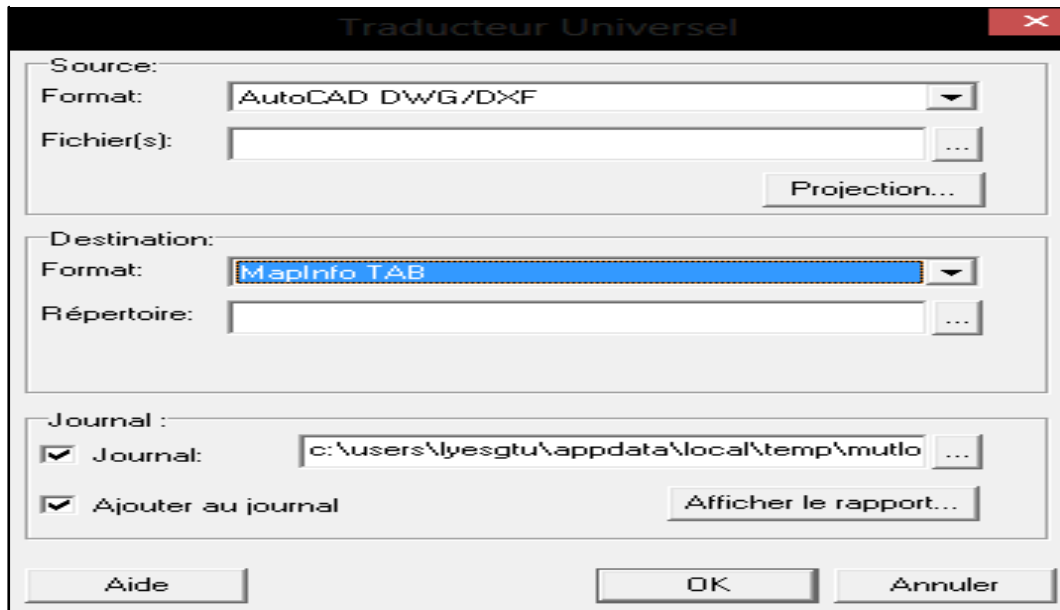 Traducteur Universel
Source:
Format: AutoCAD DWG/DXF
Fichier(s): ...
Projection...
Destination:
Format: MapInfo TAB
Répertoire: ...
Journal :
Journal: c:\users\lyesgtu\appdata\local\temp\mutlo ...
Ajouter au journal Afficher le rapport...
Aide OK Annuler